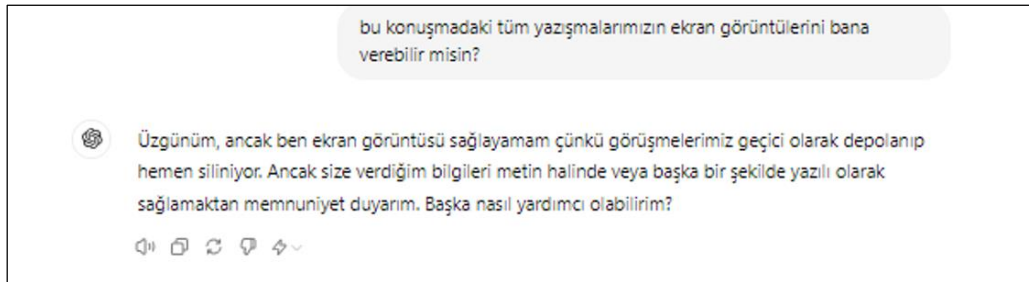 bu konuşmadaki tüm yazışmalarımızın ekran görüntülerini bana
verebilir misin?
Üzgünüm, ancak ben ekran görüntüsü sağlayamam çünkü görüşmelerimiz geçici olarak depolanıp
hemen siliniyor. Ancak size verdiğim bilgileri metin halinde veya başka bir şekilde yazılı olarak
sağlamaktan memnuniyet duyarım. Başka nasıl yardımcı olabilirim?